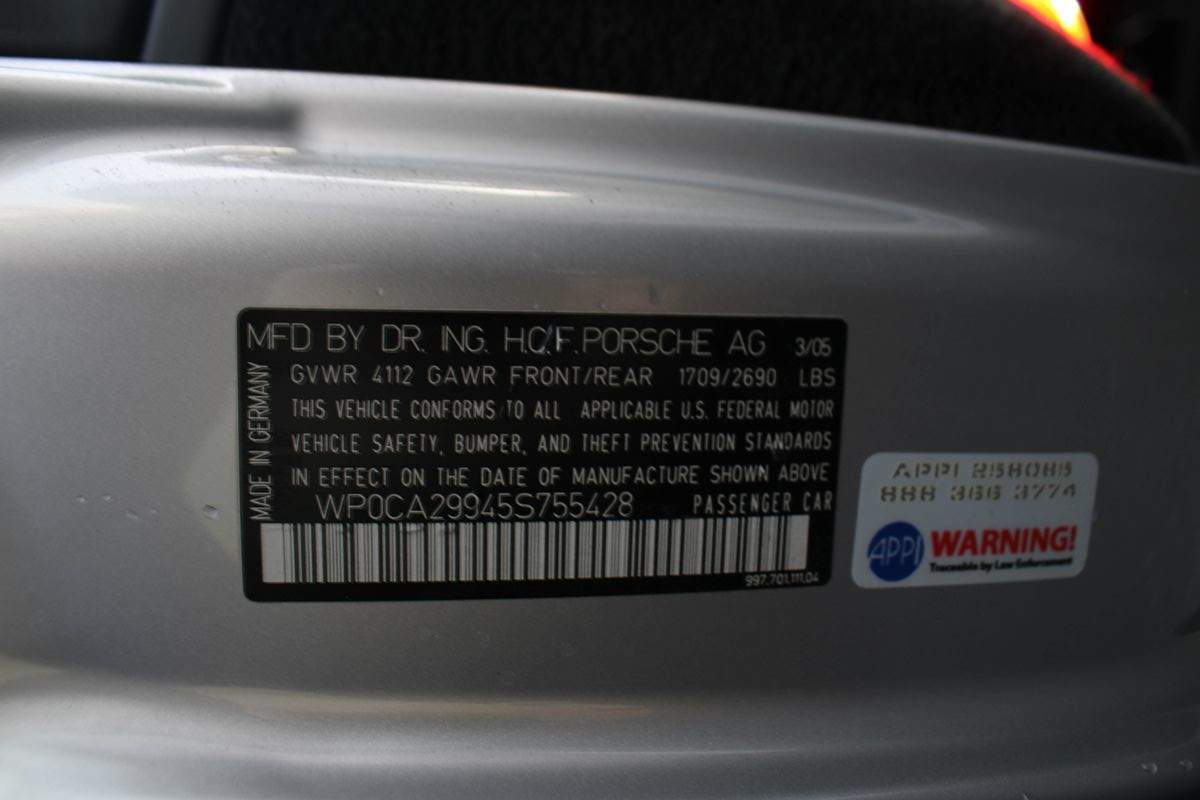 MFD BY DR. ING. H.C.F. PORSCHE AG 3/05
GVWR 4112 GAWR FRONT/REAR 1709/2690 LBS
THIS VEHICLE CONFORMS TO ALL APPLICABLE U.S. FEDERAL MOTOR
VEHICLE SAFETY, BUMPER, AND THEFT PREVENTION STANDARDS
IN EFFECT ON THE DATE OF MANUFACTURE SHOWN ABOVE
WP0CA29945S755428 PASSENGER CAR
997.701.111.04
MADE IN GERMANY
APPI 258085
888 366 3774
APPI WARNING!
Traceable by Law Enforcement